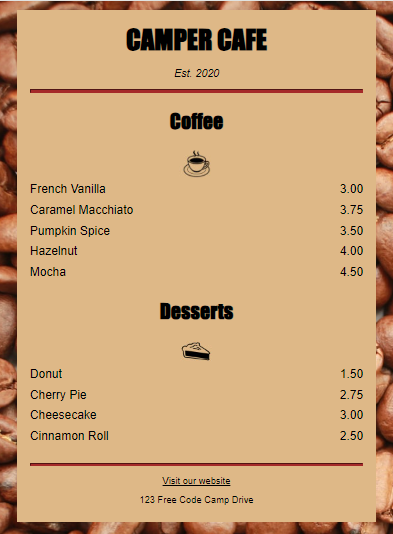 CAMPER CAFE
Est. 2020
Coffee
French Vanilla 3.00
Caramel Macchiato 3.75
Pumpkin Spice 3.50
Hazelnut 4.00
Mocha 4.50
Desserts
Donut 1.50
Cherry Pie 2.75
Cheesecake 3.00
Cinnamon Roll 2.50
Visit our website
123 Free Code Camp Drive